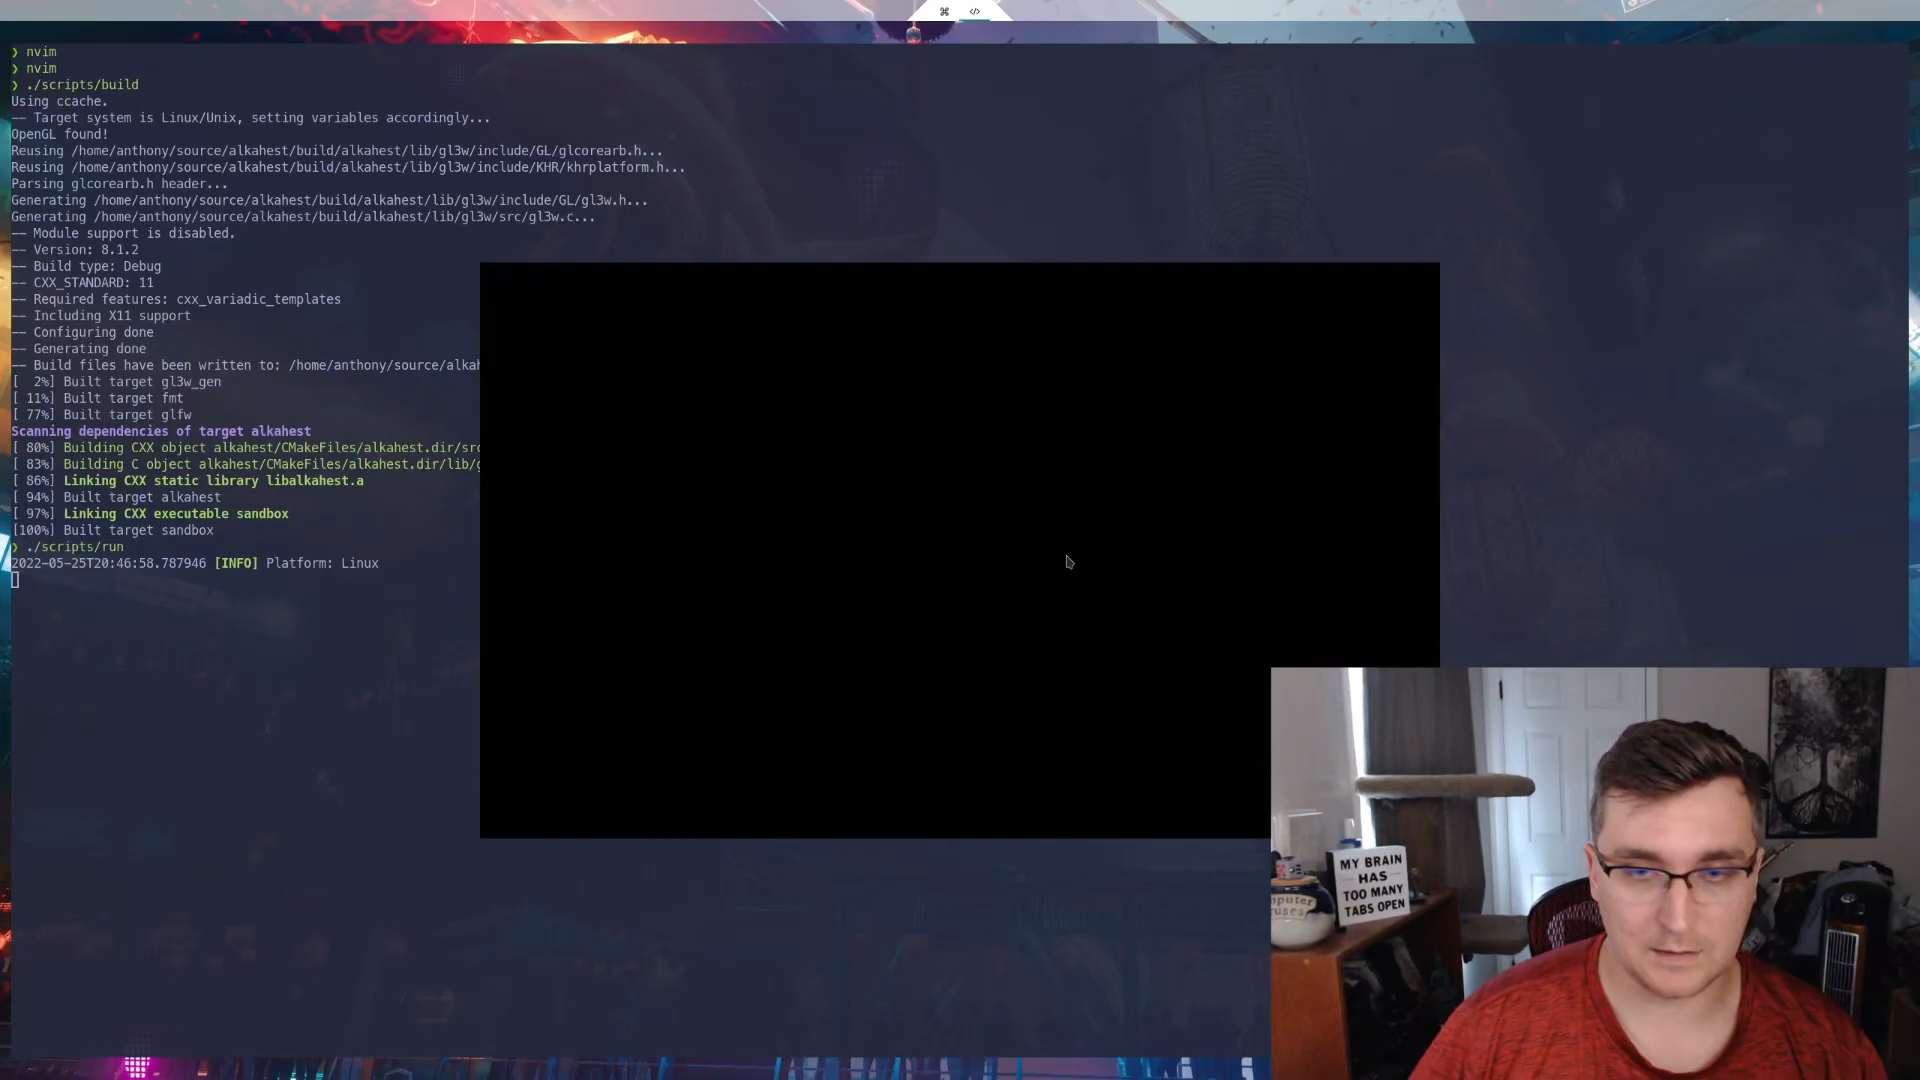 ⌘ </>
❯ nvim
❯ nvim
❯ ./scripts/build
Using ccache.
-- Target system is Linux/Unix, setting variables accordingly...
OpenGL found!
Reusing /home/anthony/source/alkahest/build/alkahest/lib/gl3w/include/GL/glcorearb.h...
Reusing /home/anthony/source/alkahest/build/alkahest/lib/gl3w/include/KHR/khrplatform.h...
Parsing glcorearb.h header...
Generating /home/anthony/source/alkahest/build/alkahest/lib/gl3w/include/GL/gl3w.h...
Generating /home/anthony/source/alkahest/build/alkahest/lib/gl3w/src/gl3w.c...
-- Module support is disabled.
-- Version: 8.1.2
-- Build type: Debug
-- CXX_STANDARD: 11
-- Required features: cxx_variadic_templates
-- Including X11 support
-- Configuring done
-- Generating done
-- Build files have been written to: /home/anthony/source/alkah
[  2%] Built target gl3w_gen
[ 11%] Built target fmt
[ 77%] Built target glfw
Scanning dependencies of target alkahest
[ 80%] Building CXX object alkahest/CMakeFiles/alkahest.dir/src
[ 83%] Building C object alkahest/CMakeFiles/alkahest.dir/lib/g
[ 86%] Linking CXX static library libalkahest.a
[ 94%] Built target alkahest
[ 97%] Linking CXX executable sandbox
[100%] Built target sandbox
❯ ./scripts/run
2022-05-25T20:46:58.787946 [INFO] Platform: Linux
MY BRAIN
HAS
TOO MANY
TABS OPEN